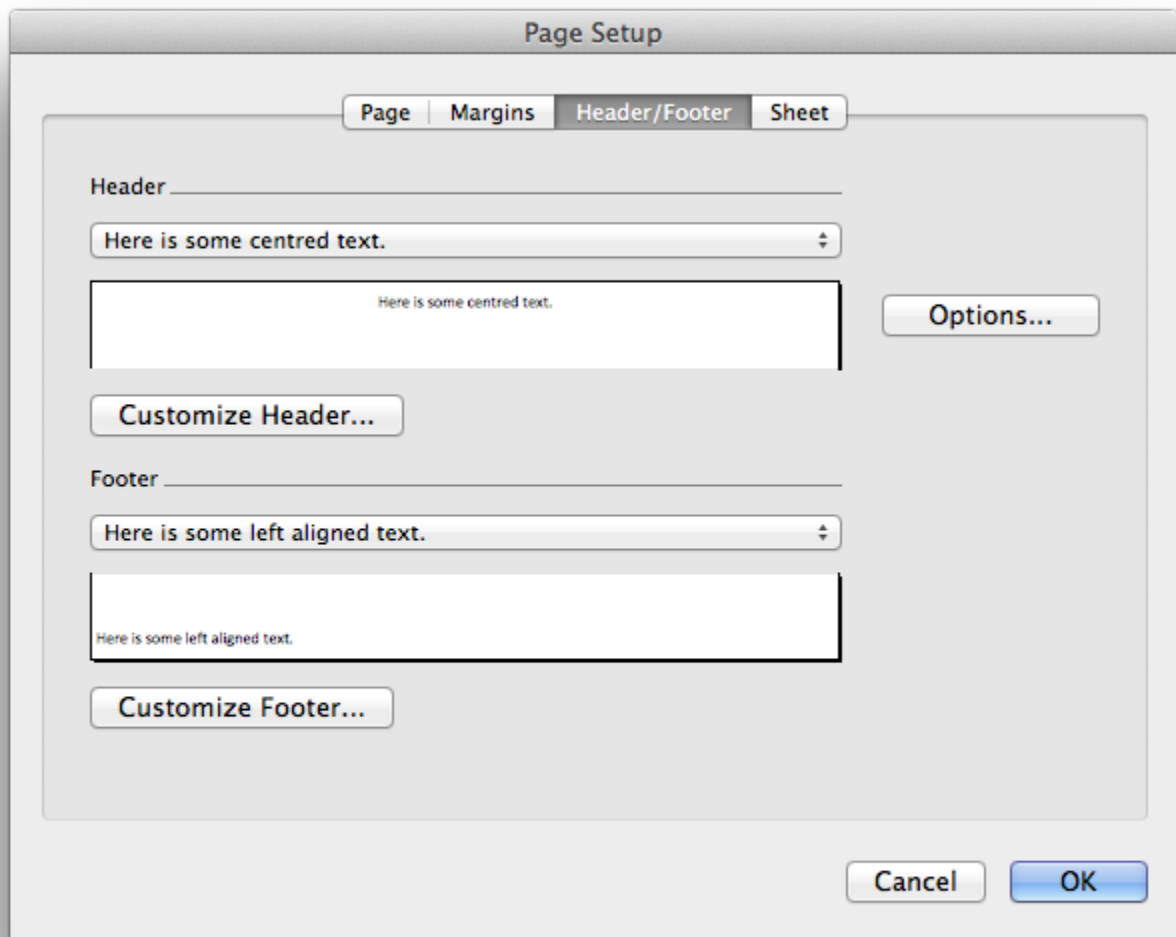 Page Setup
Page Margins Header/Footer Sheet
Header
Here is some centred text.
Here is some centred text.
Options...
Customize Header...
Footer
Here is some left aligned text.
Here is some left aligned text.
Customize Footer...
Cancel OK